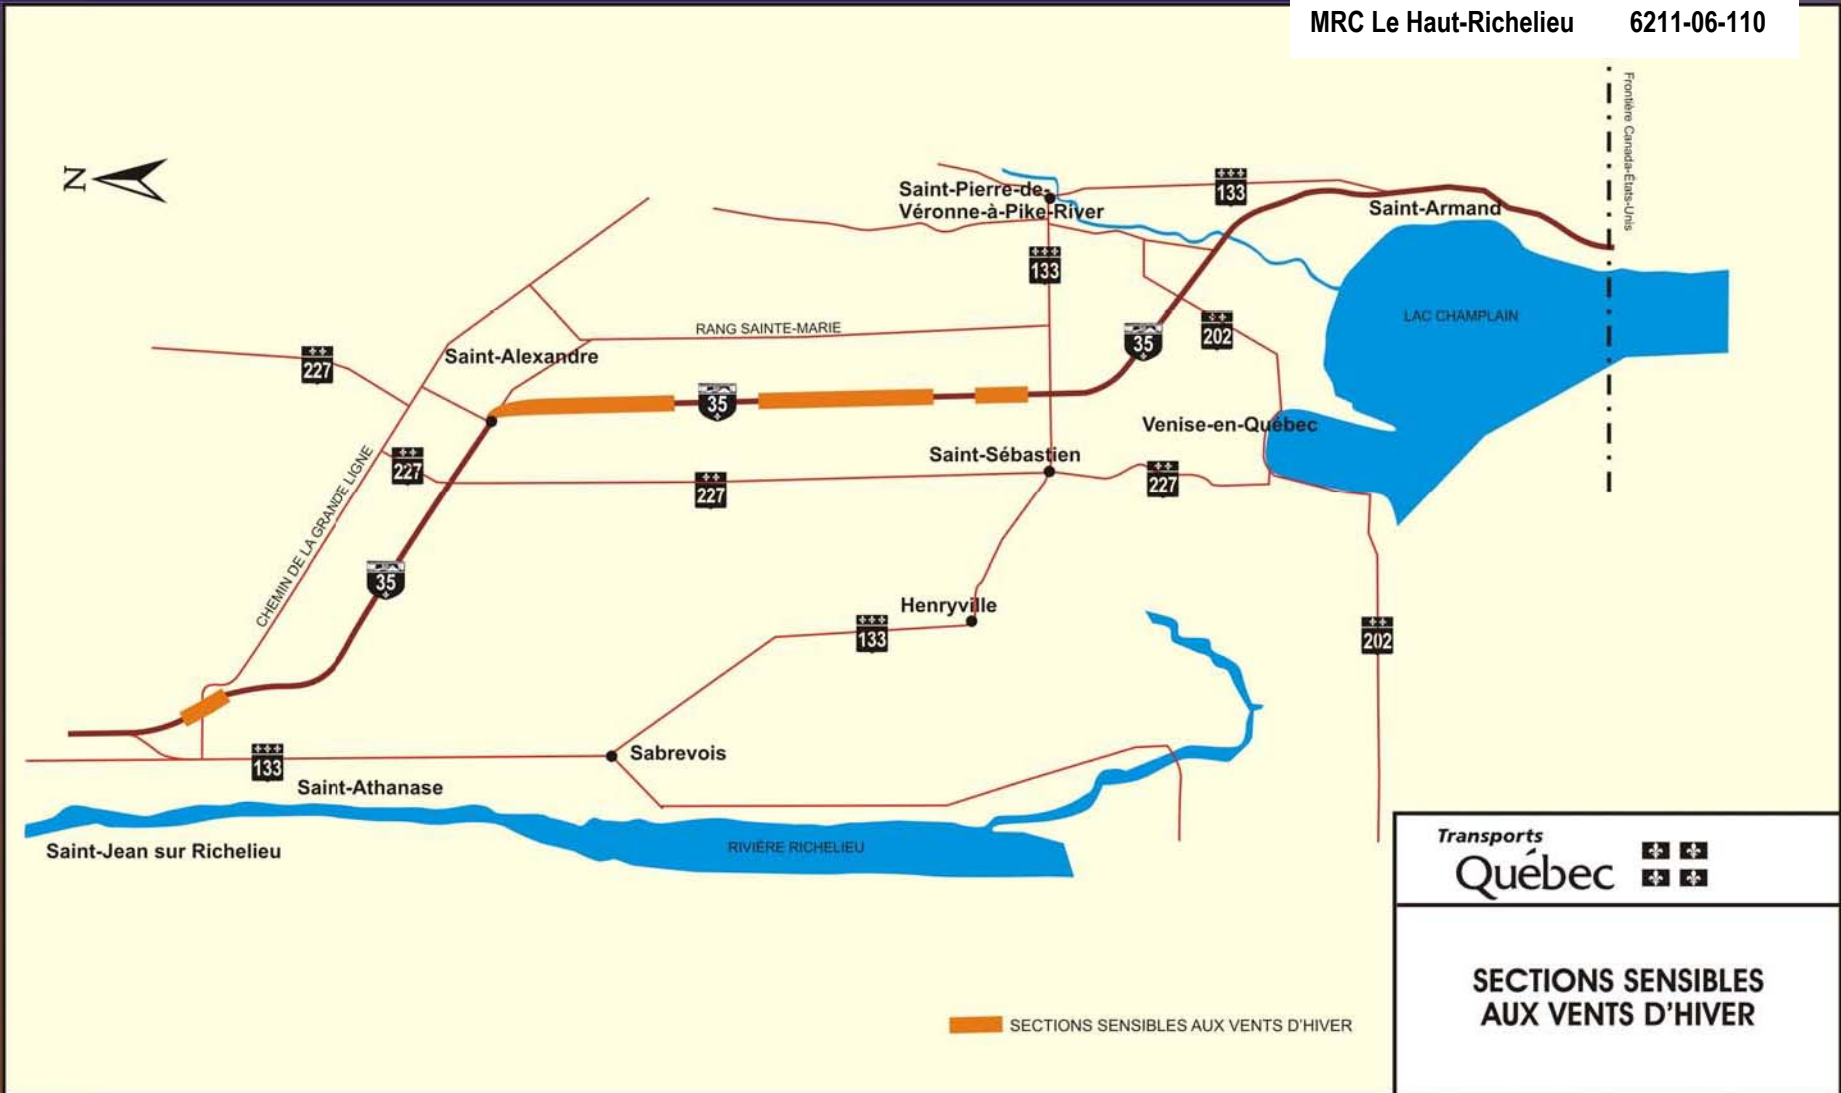 MRC Le Haut-Richelieu 6211-06-110
Frontière Canada-États-Unis
N
Saint-Pierre-de-
Véronne-à-Pike-River
133
Saint-Armand
133
RANG SAINTE-MARIE
LAC CHAMPLAIN
202
35
227
Saint-Alexandre
35
Venise-en-Québec
Saint-Sébastien
227
227
227
CHEMIN DE LA GRANDE LIGNE
35
Henryville
133
202
Sabrevois
133
Saint-Athanase
Saint-Jean sur Richelieu
RIVIÈRE RICHELIEU
Transports
Québec
SECTIONS SENSIBLES
AUX VENTS D'HIVER
SECTIONS SENSIBLES AUX VENTS D'HIVER